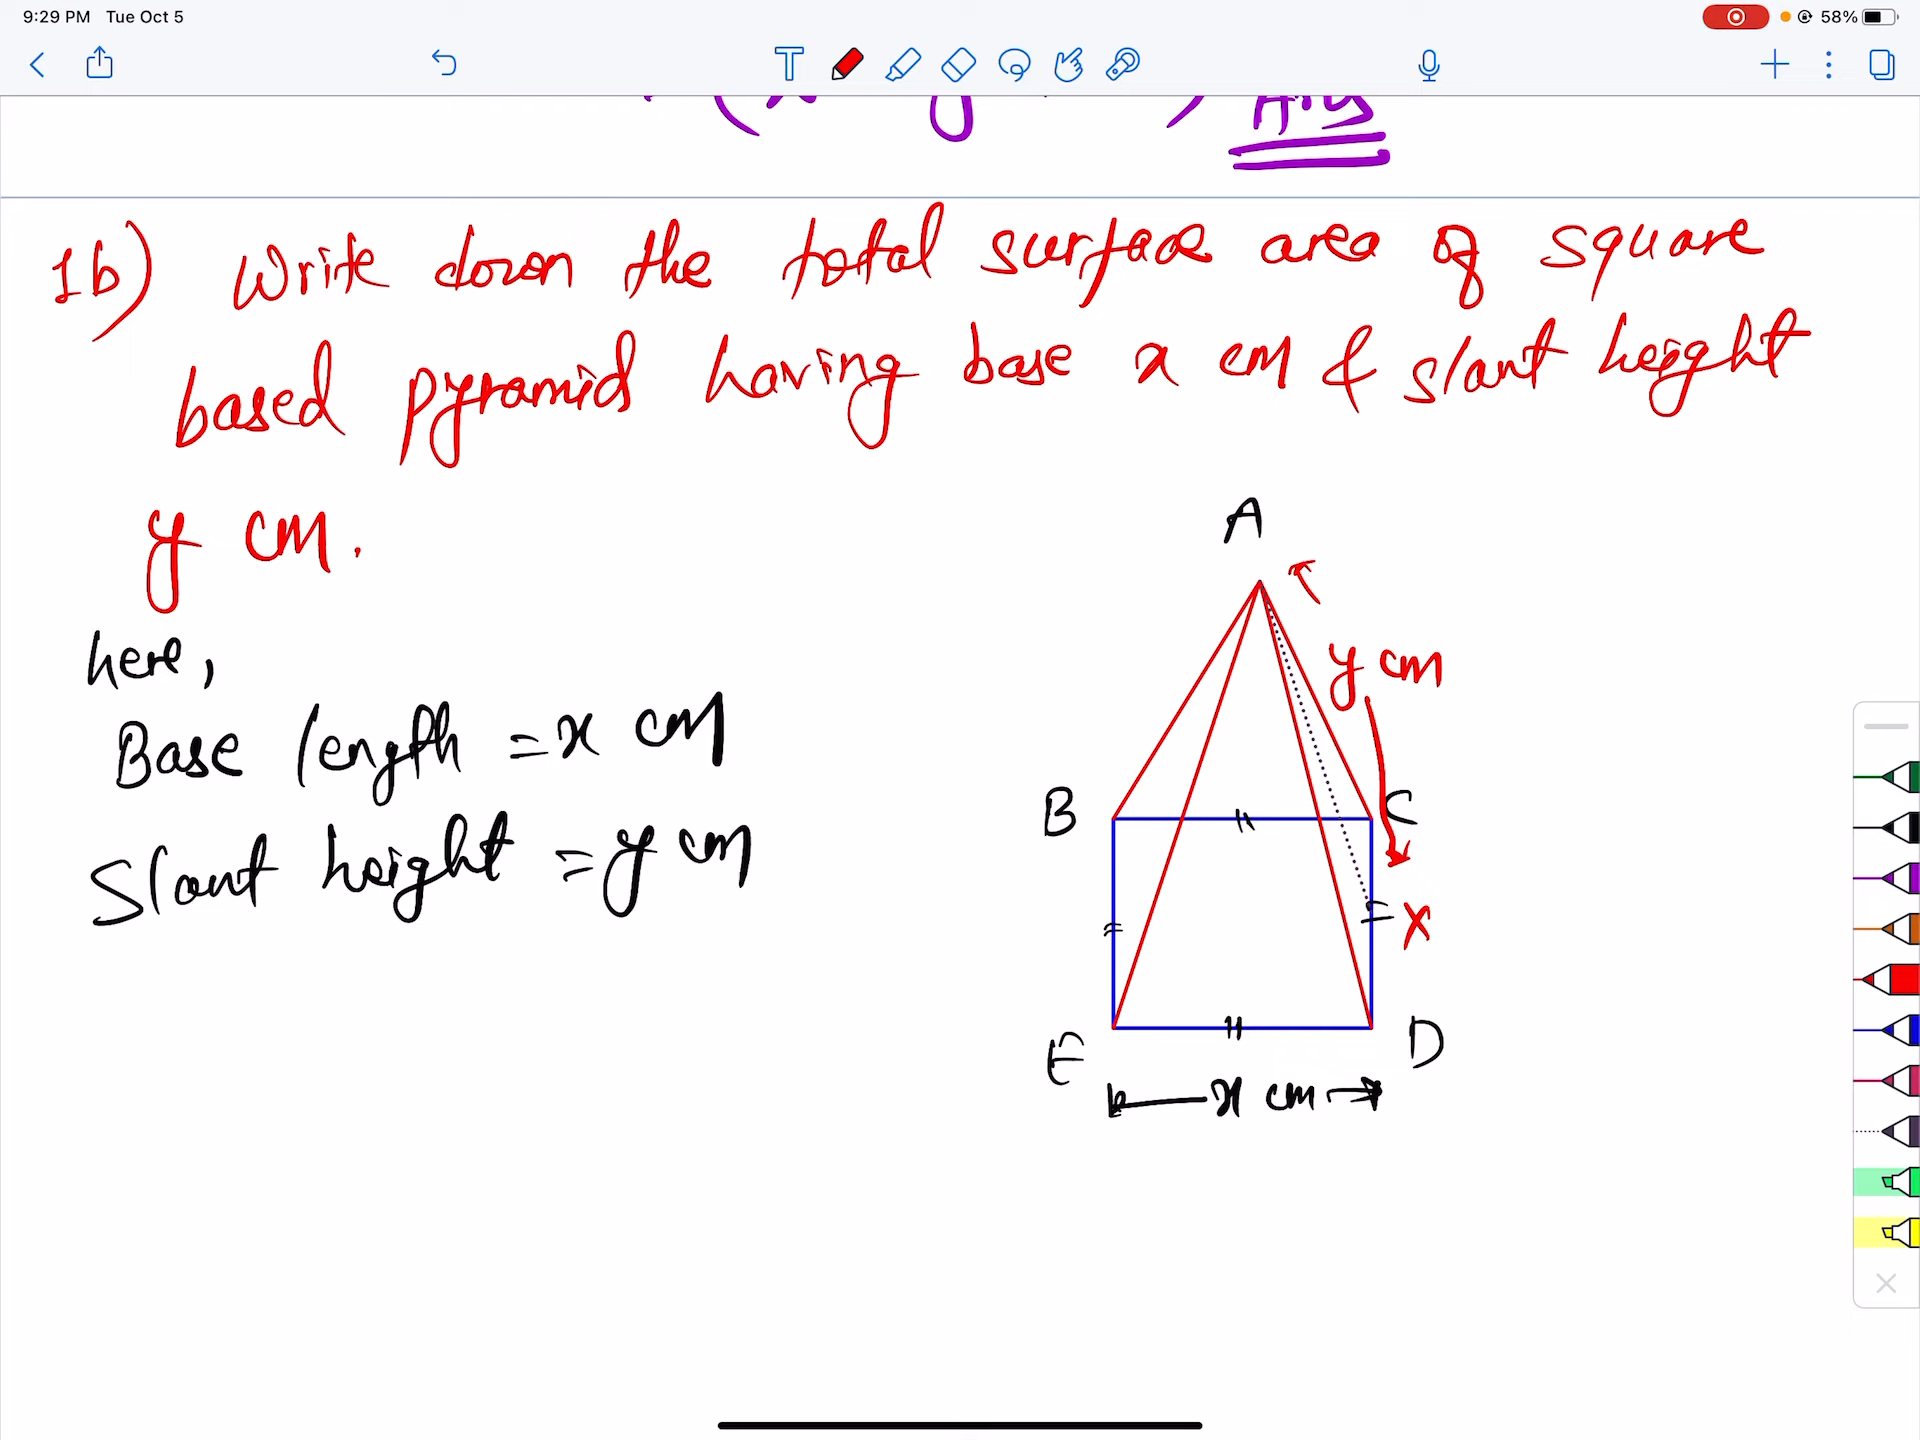 9:29 PM Tue Oct 5
58%
Ans
1b) Write down the total surface area of square
based pyramid having base x cm & slant height
y cm.
here,
Base length = x cm
Slant height = y cm
A
y cm
B
C
X
E
D
x cm